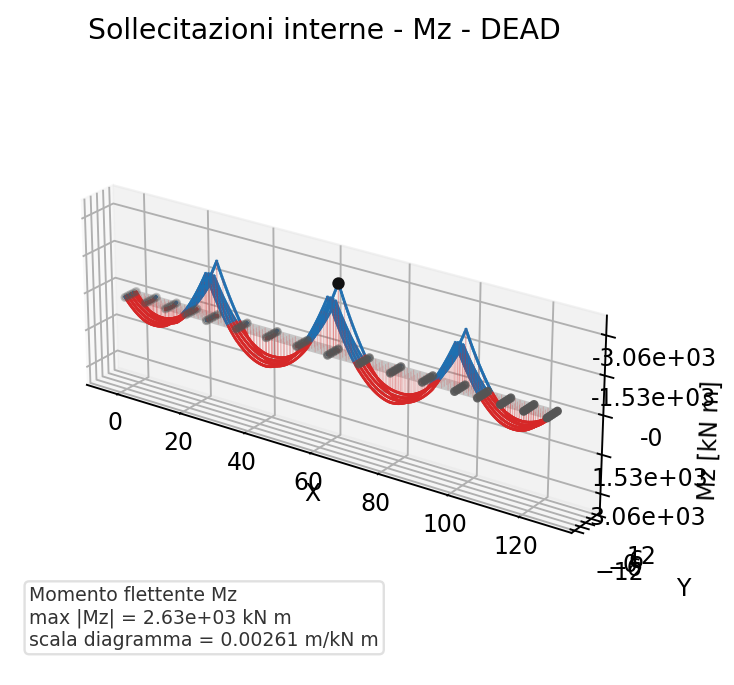 Sollecitazioni interne - Mz - DEAD
-3.06e+03
-1.53e+03
-0
1.53e+03
3.06e+03
Mz [kN m]
0
20
40
60
80
100
120
X
12
−12
Y
Momento flettente Mz
max |Mz| = 2.63e+03 kN m
scala diagramma = 0.00261 m/kN m